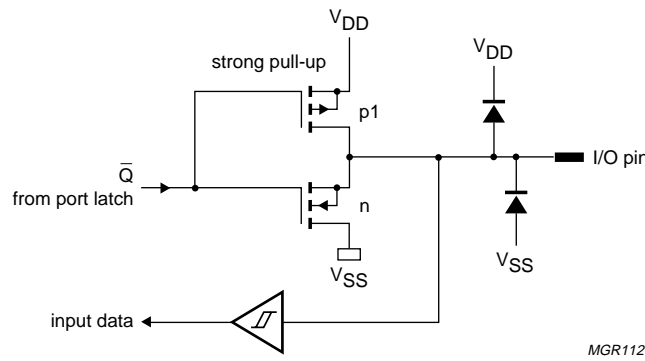 VDD
strong pull-up
VDD
p1
I/O pin
Q̅
from port latch
n
VSS
VSS
input data
MGR112